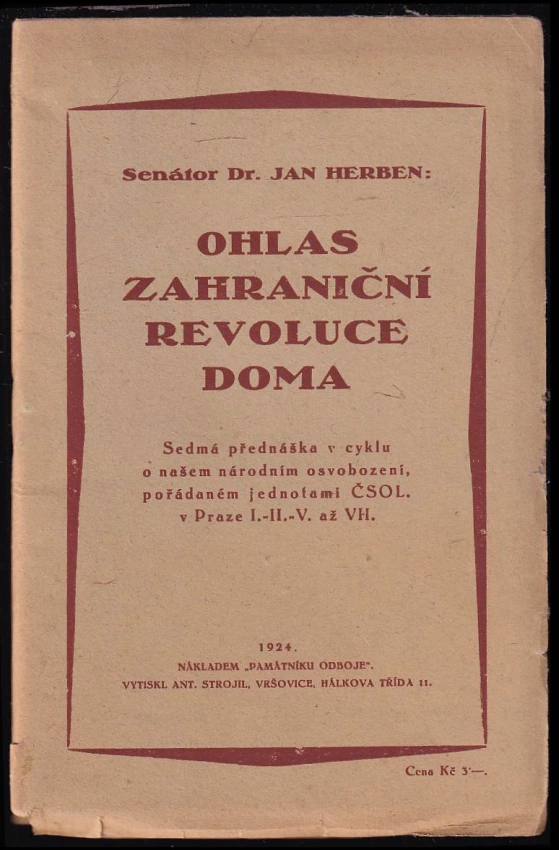 Senátor Dr. JAN HERBEN:
OHLAS
ZAHRANIČNÍ
REVOLUCE
DOMA
Sedmá přednáška v cyklu
o našem národním osvobození,
pořádaném jednotami ČSOL.
v Praze I.-II.-V. až VII.
1924.
NÁKLADEM „PAMÁTNÍKU ODBOJE“.
VYTISKL ANT. STROJIL, VRŠOVICE, HÁLKOVA TŘÍDA 11.
Cena Kč 3·—.